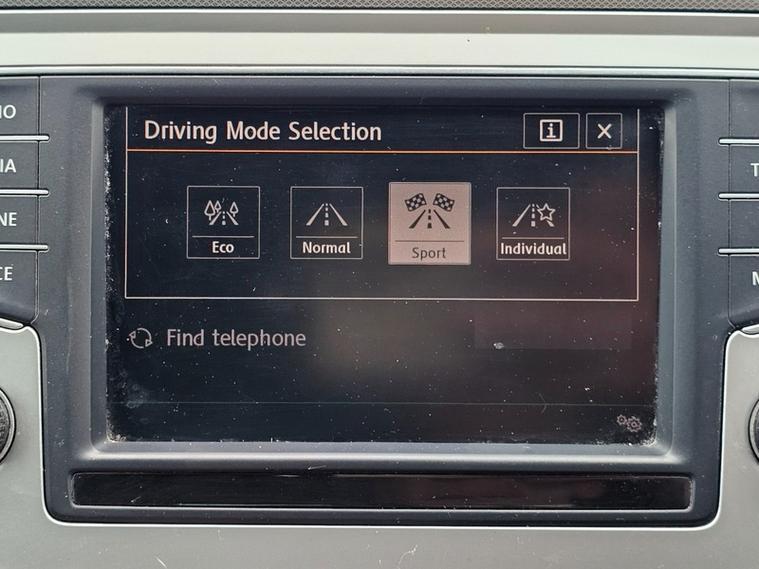 Driving Mode Selection
Eco
Normal
Sport
Individual
Find telephone